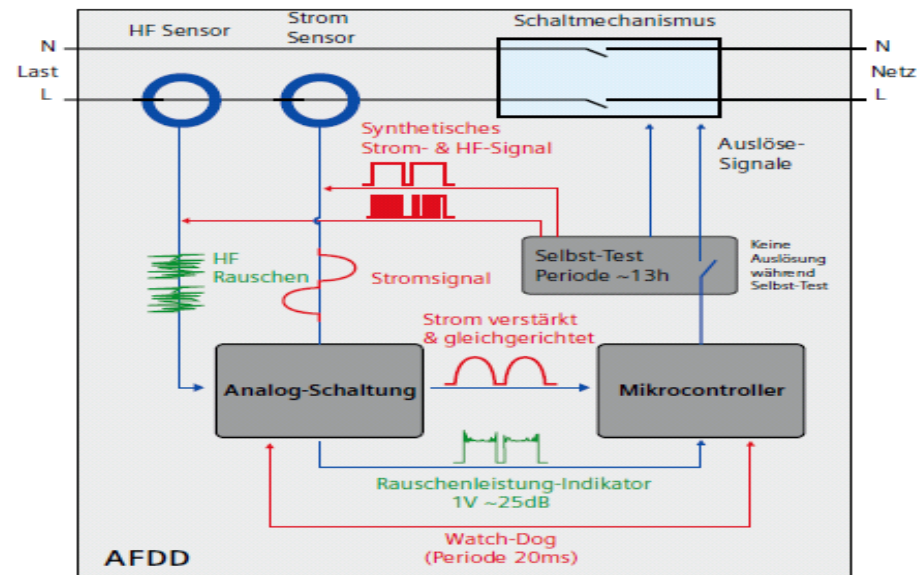 HF Sensor
Strom
Sensor
Schaltmechanismus
N
N
Last
Netz
L
L
Synthetisches
Strom- & HF-Signal
Auslöse-
Signale
Selbst-Test
Periode ~13h
Keine
Auslösung
während
Selbst-Test
HF
Rauschen
Stromsignal
Strom verstärkt
& gleichgerichtet
Analog-Schaltung
Mikrocontroller
Rauschenleistung-Indikator
1V ~25dB
Watch-Dog
(Periode 20ms)
AFDD